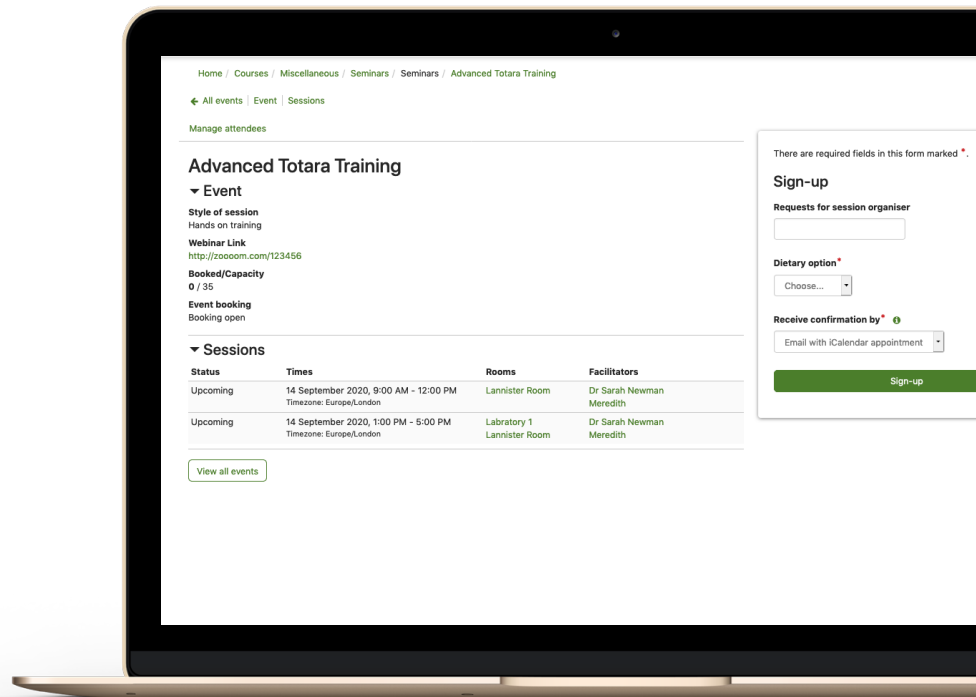 Home / Courses / Miscellaneous / Seminars / Seminars / Advanced Totara Training
All events | Event | Sessions
Manage attendees
Advanced Totara Training
Event
Style of session
Hands on training
Webinar Link
http://zoooom.com/123456
Booked/Capacity
0 / 35
Event booking
Booking open
Sessions
Status Times Rooms Facilitators
Upcoming 14 September 2020, 9:00 AM - 12:00 PM Lannister Room Dr Sarah Newman
Timezone: Europe/London Meredith
Upcoming 14 September 2020, 1:00 PM - 5:00 PM Labratory 1 Dr Sarah Newman
Timezone: Europe/London Lannister Room Meredith
View all events
There are required fields in this form marked *.
Sign-up
Requests for session organiser
Dietary option*
Choose...
Receive confirmation by*
Email with iCalendar appointment
Sign-up